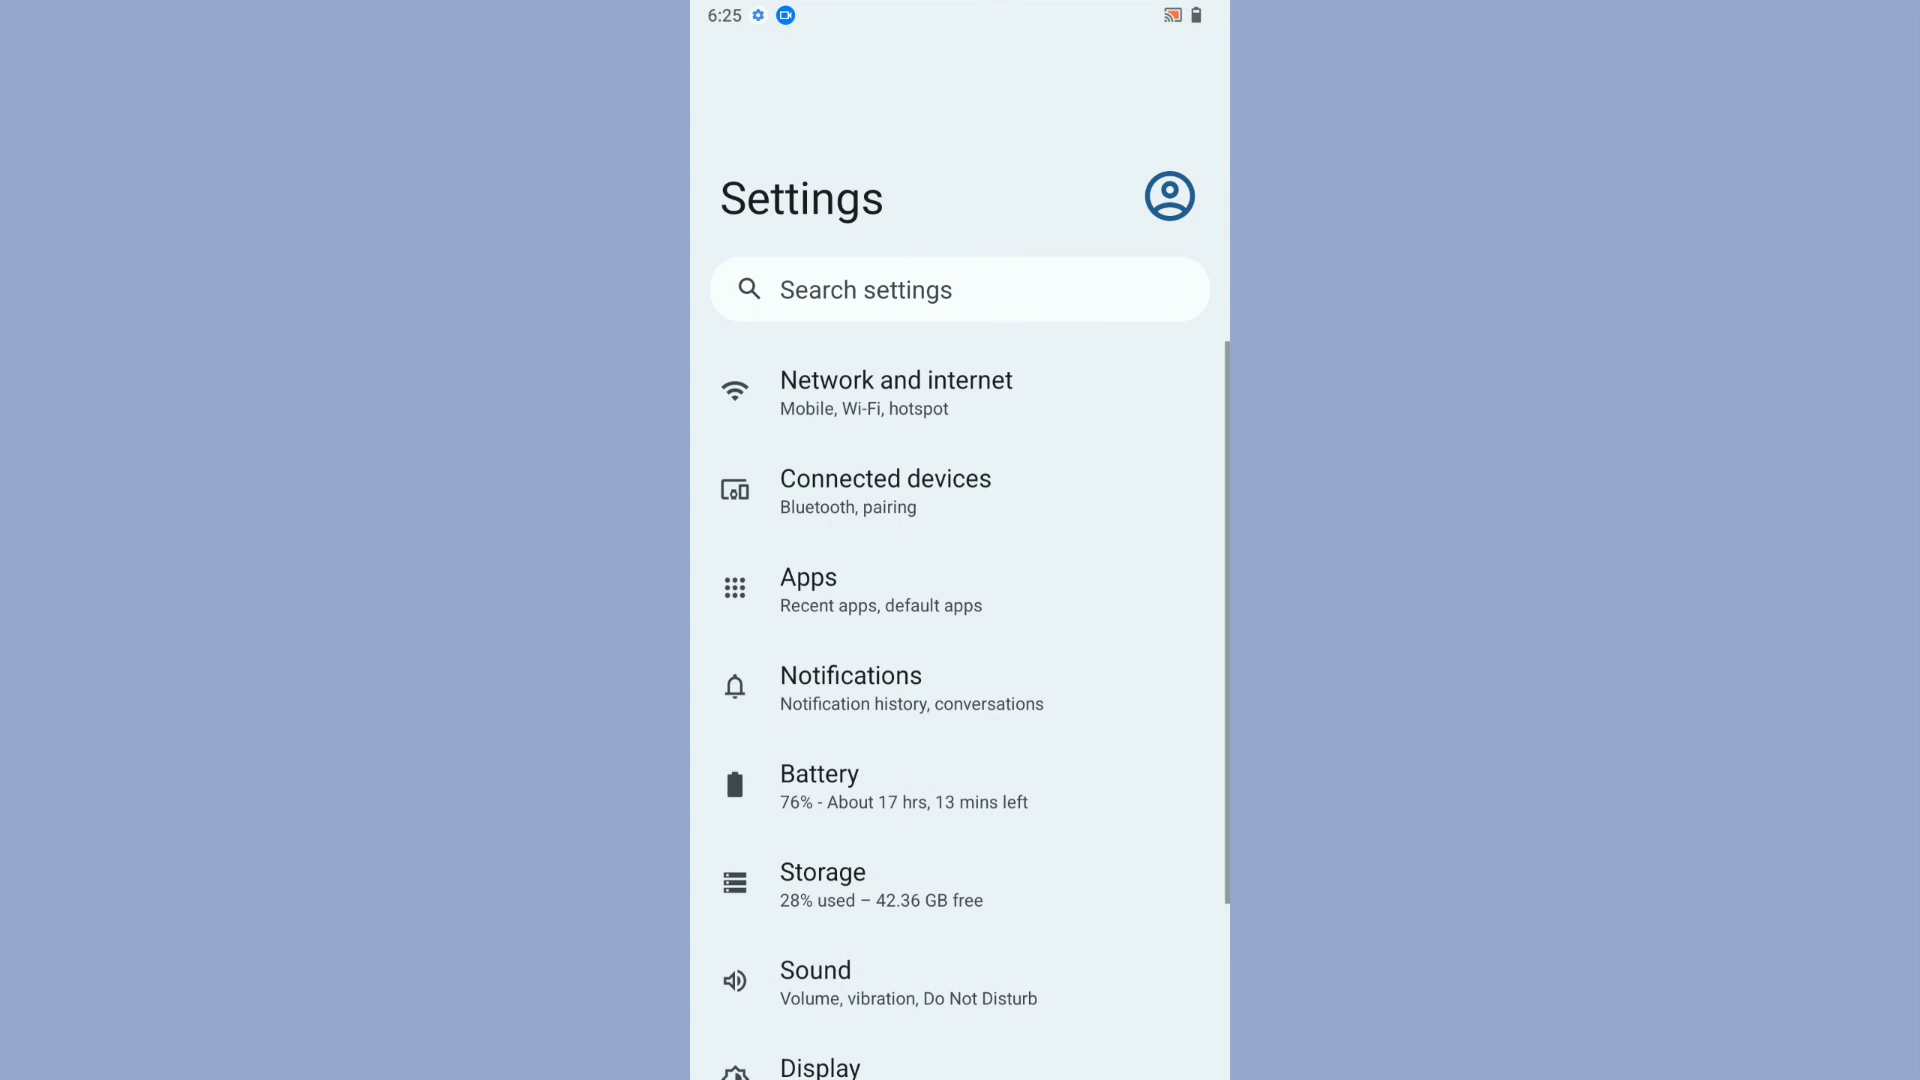 6:25
Settings
Search settings
Network and internet
Mobile, Wi-Fi, hotspot
Connected devices
Bluetooth, pairing
Apps
Recent apps, default apps
Notifications
Notification history, conversations
Battery
76% - About 17 hrs, 13 mins left
Storage
28% used – 42.36 GB free
Sound
Volume, vibration, Do Not Disturb
Display